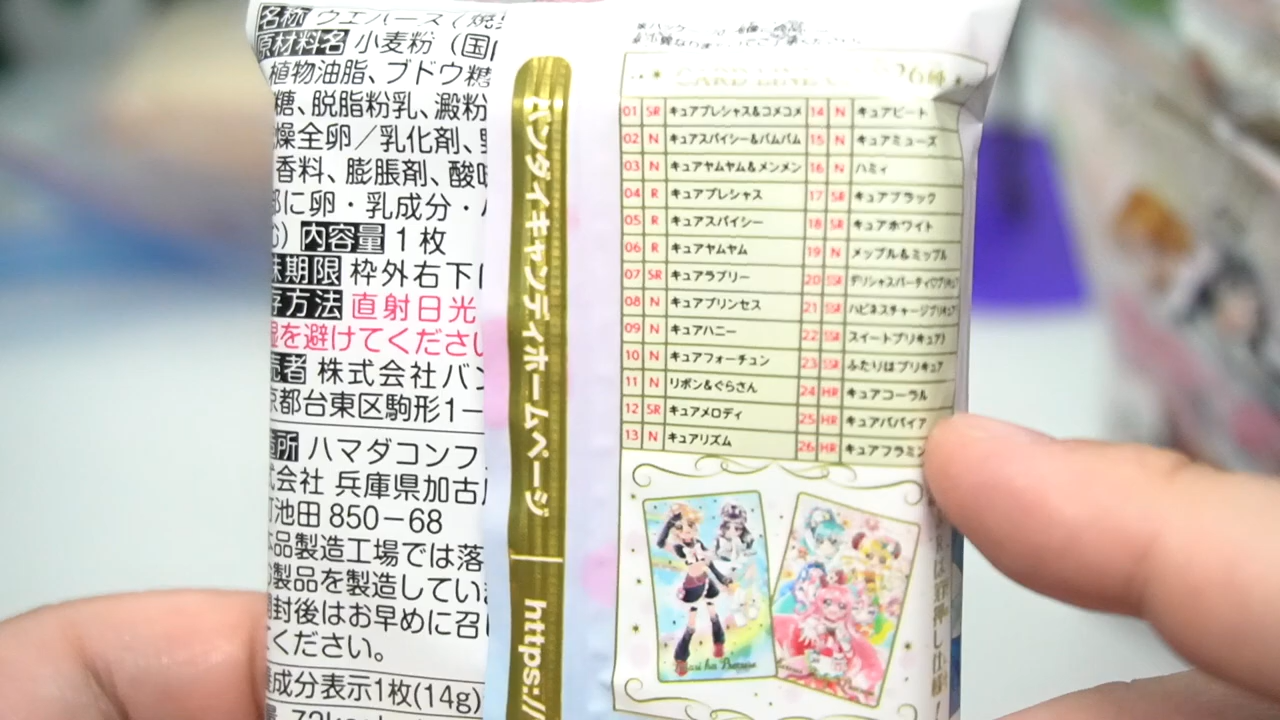 名称 ウエハース(焼
原材料名 小麦粉(国
植物油脂、ブドウ糖
糖、脱脂粉乳、澱粉
燥全卵/乳化剤、
香料、膨脹剤、酸味
に卵・乳成分・
内容量 1枚
期限 枠外右下
方法 直射日光
を避けてください
者 株式会社バン
京都台東区駒形1-
所 ハマダコンフ
式会社 兵庫県加古
町池田850-68
品製造工場では落
製品を製造してい
封後はお早めに召
ください。
成分表示1枚(14g)
バンダイキャンディホームページ
https://
26種
01 SR キュアプレシャス&コメコメ 14 N キュアビート
02 N キュアスパイシー&パムパム 15 N キュアミューズ
03 N キュアヤムヤム&メンメン 16 N ハミィ
04 R キュアプレシャス 17 SR キュアブラック
05 R キュアスパイシー 18 SR キュアホワイト
06 R キュアヤムヤム 19 N メップル&ミップル
07 SR キュアラブリー 20 SSR デリシャスパーティ♡プリキュア
08 N キュアプリンセス 21 SSR ハピネスチャージプリキュア
09 N キュアハニー 22 SSR スイートプリキュア♪
10 N キュアフォーチュン 23 SSR ふたりはプリキュア
11 N リボン&ぐらさん 24 HR キュアコーラル
12 SR キュアメロディ 25 HR キュアパパイア
13 N キュアリズム 26 HR キュアフラミン